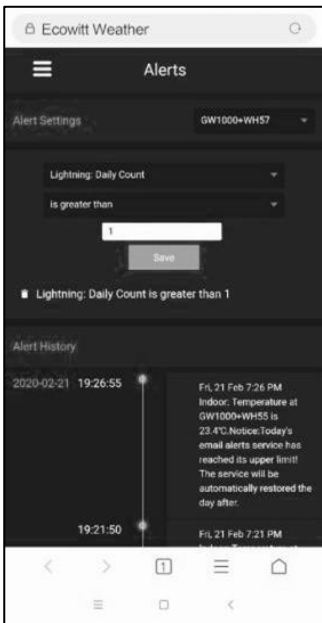 Ecowitt Weather
Alerts
Alert Settings
GW1000+WH57
Lightning: Daily Count
is greater than
1
Save
Lightning: Daily Count is greater than 1
Alert History
2020-02-21 19:26:55
Fri, 21 Feb 7:26 PM
Indoor: Temperature at
GW1000+WH55 is
23.4℃.Notice:Today's
email alerts service has
reached its upper limit!
The service will
be
automatically restored the
day after.
19:21:50
Fri, 21 Feb 7:21 PM
1